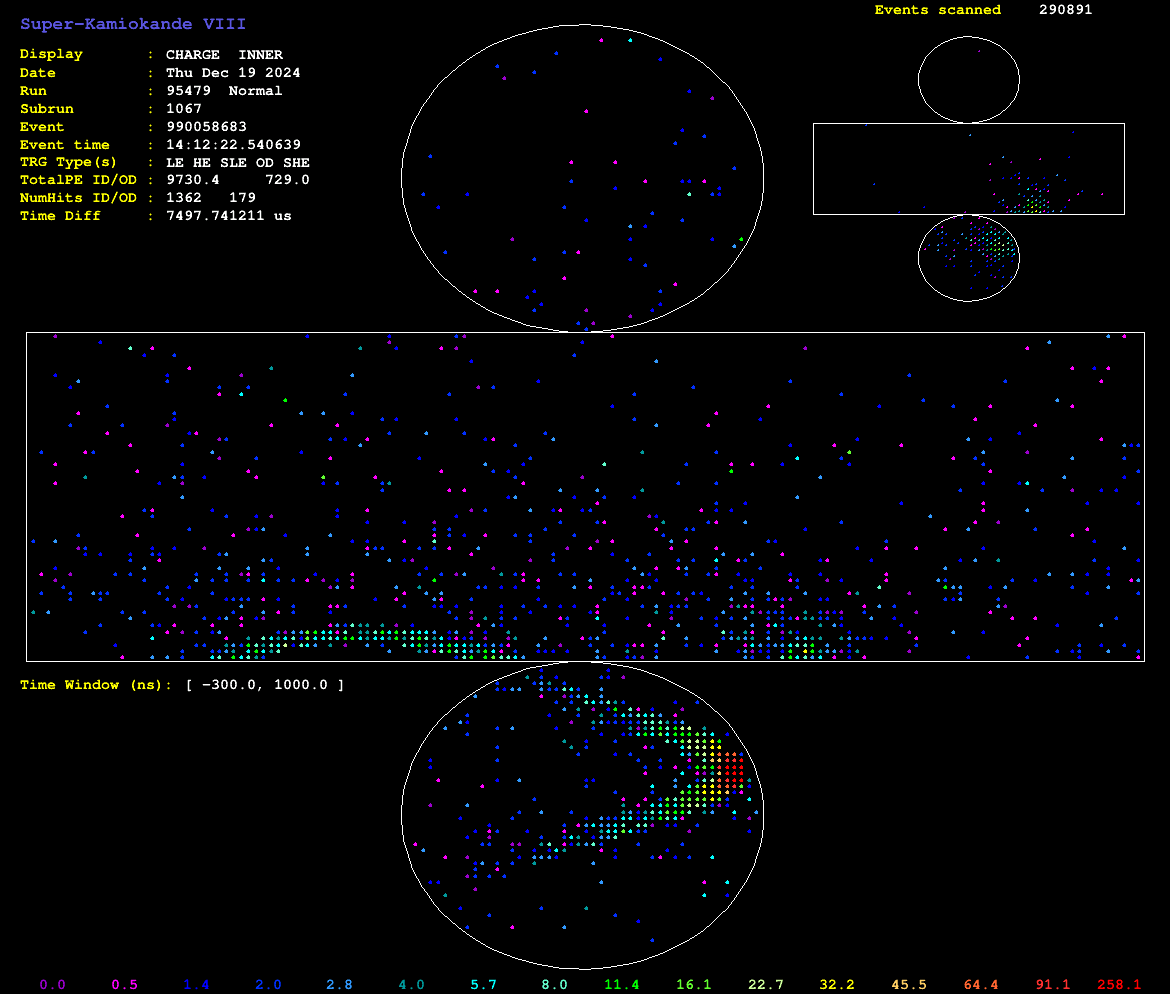 Super-Kamiokande VIII
Display : CHARGE INNER
Date : Thu Dec 19 2024
Run : 95479 Normal
Subrun : 1067
Event : 990058683
Event time : 14:12:22.540639
TRG Type(s) : LE HE SLE OD SHE
TotalPE ID/OD : 9730.4 729.0
NumHits ID/OD : 1362 179
Time Diff : 7497.741211 us
Events scanned 290891
Time Window (ns): [ −300.0, 1000.0 ]
0.0 0.5 1.4 2.0 2.8 4.0 5.7 8.0 11.4 16.1 22.7 32.2 45.5 64.4 91.1 258.1